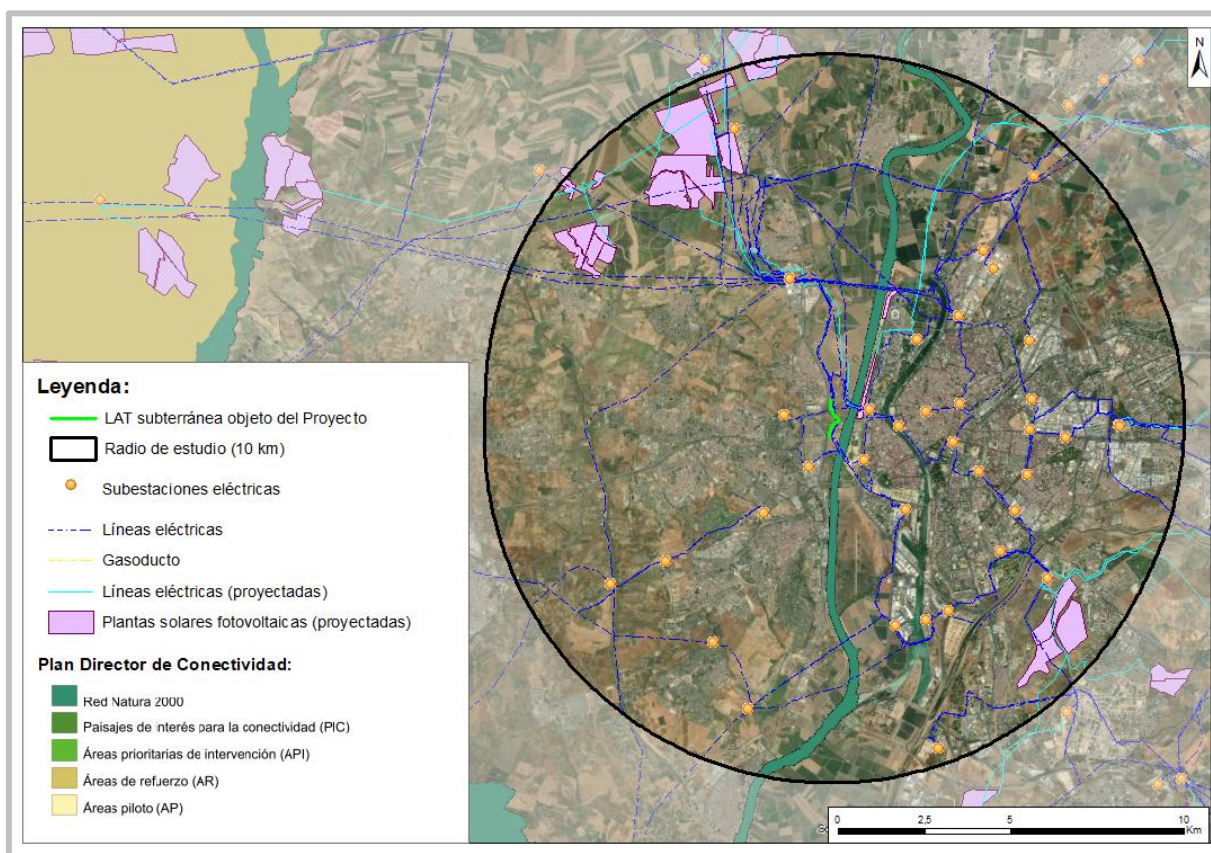 N
Leyenda:
LAT subterránea objeto del Proyecto
Radio de estudio (10 km)
Subestaciones eléctricas
Líneas eléctricas
Gasoducto
Líneas eléctricas (proyectadas)
Plantas solares fotovoltaicas (proyectadas)
Plan Director de Conectividad:
Red Natura 2000
Paisajes de interés para la conectividad (PIC)
Áreas prioritarias de intervención (API)
Áreas de refuerzo (AR)
Áreas piloto (AP)
0 2,5 5 10
Km